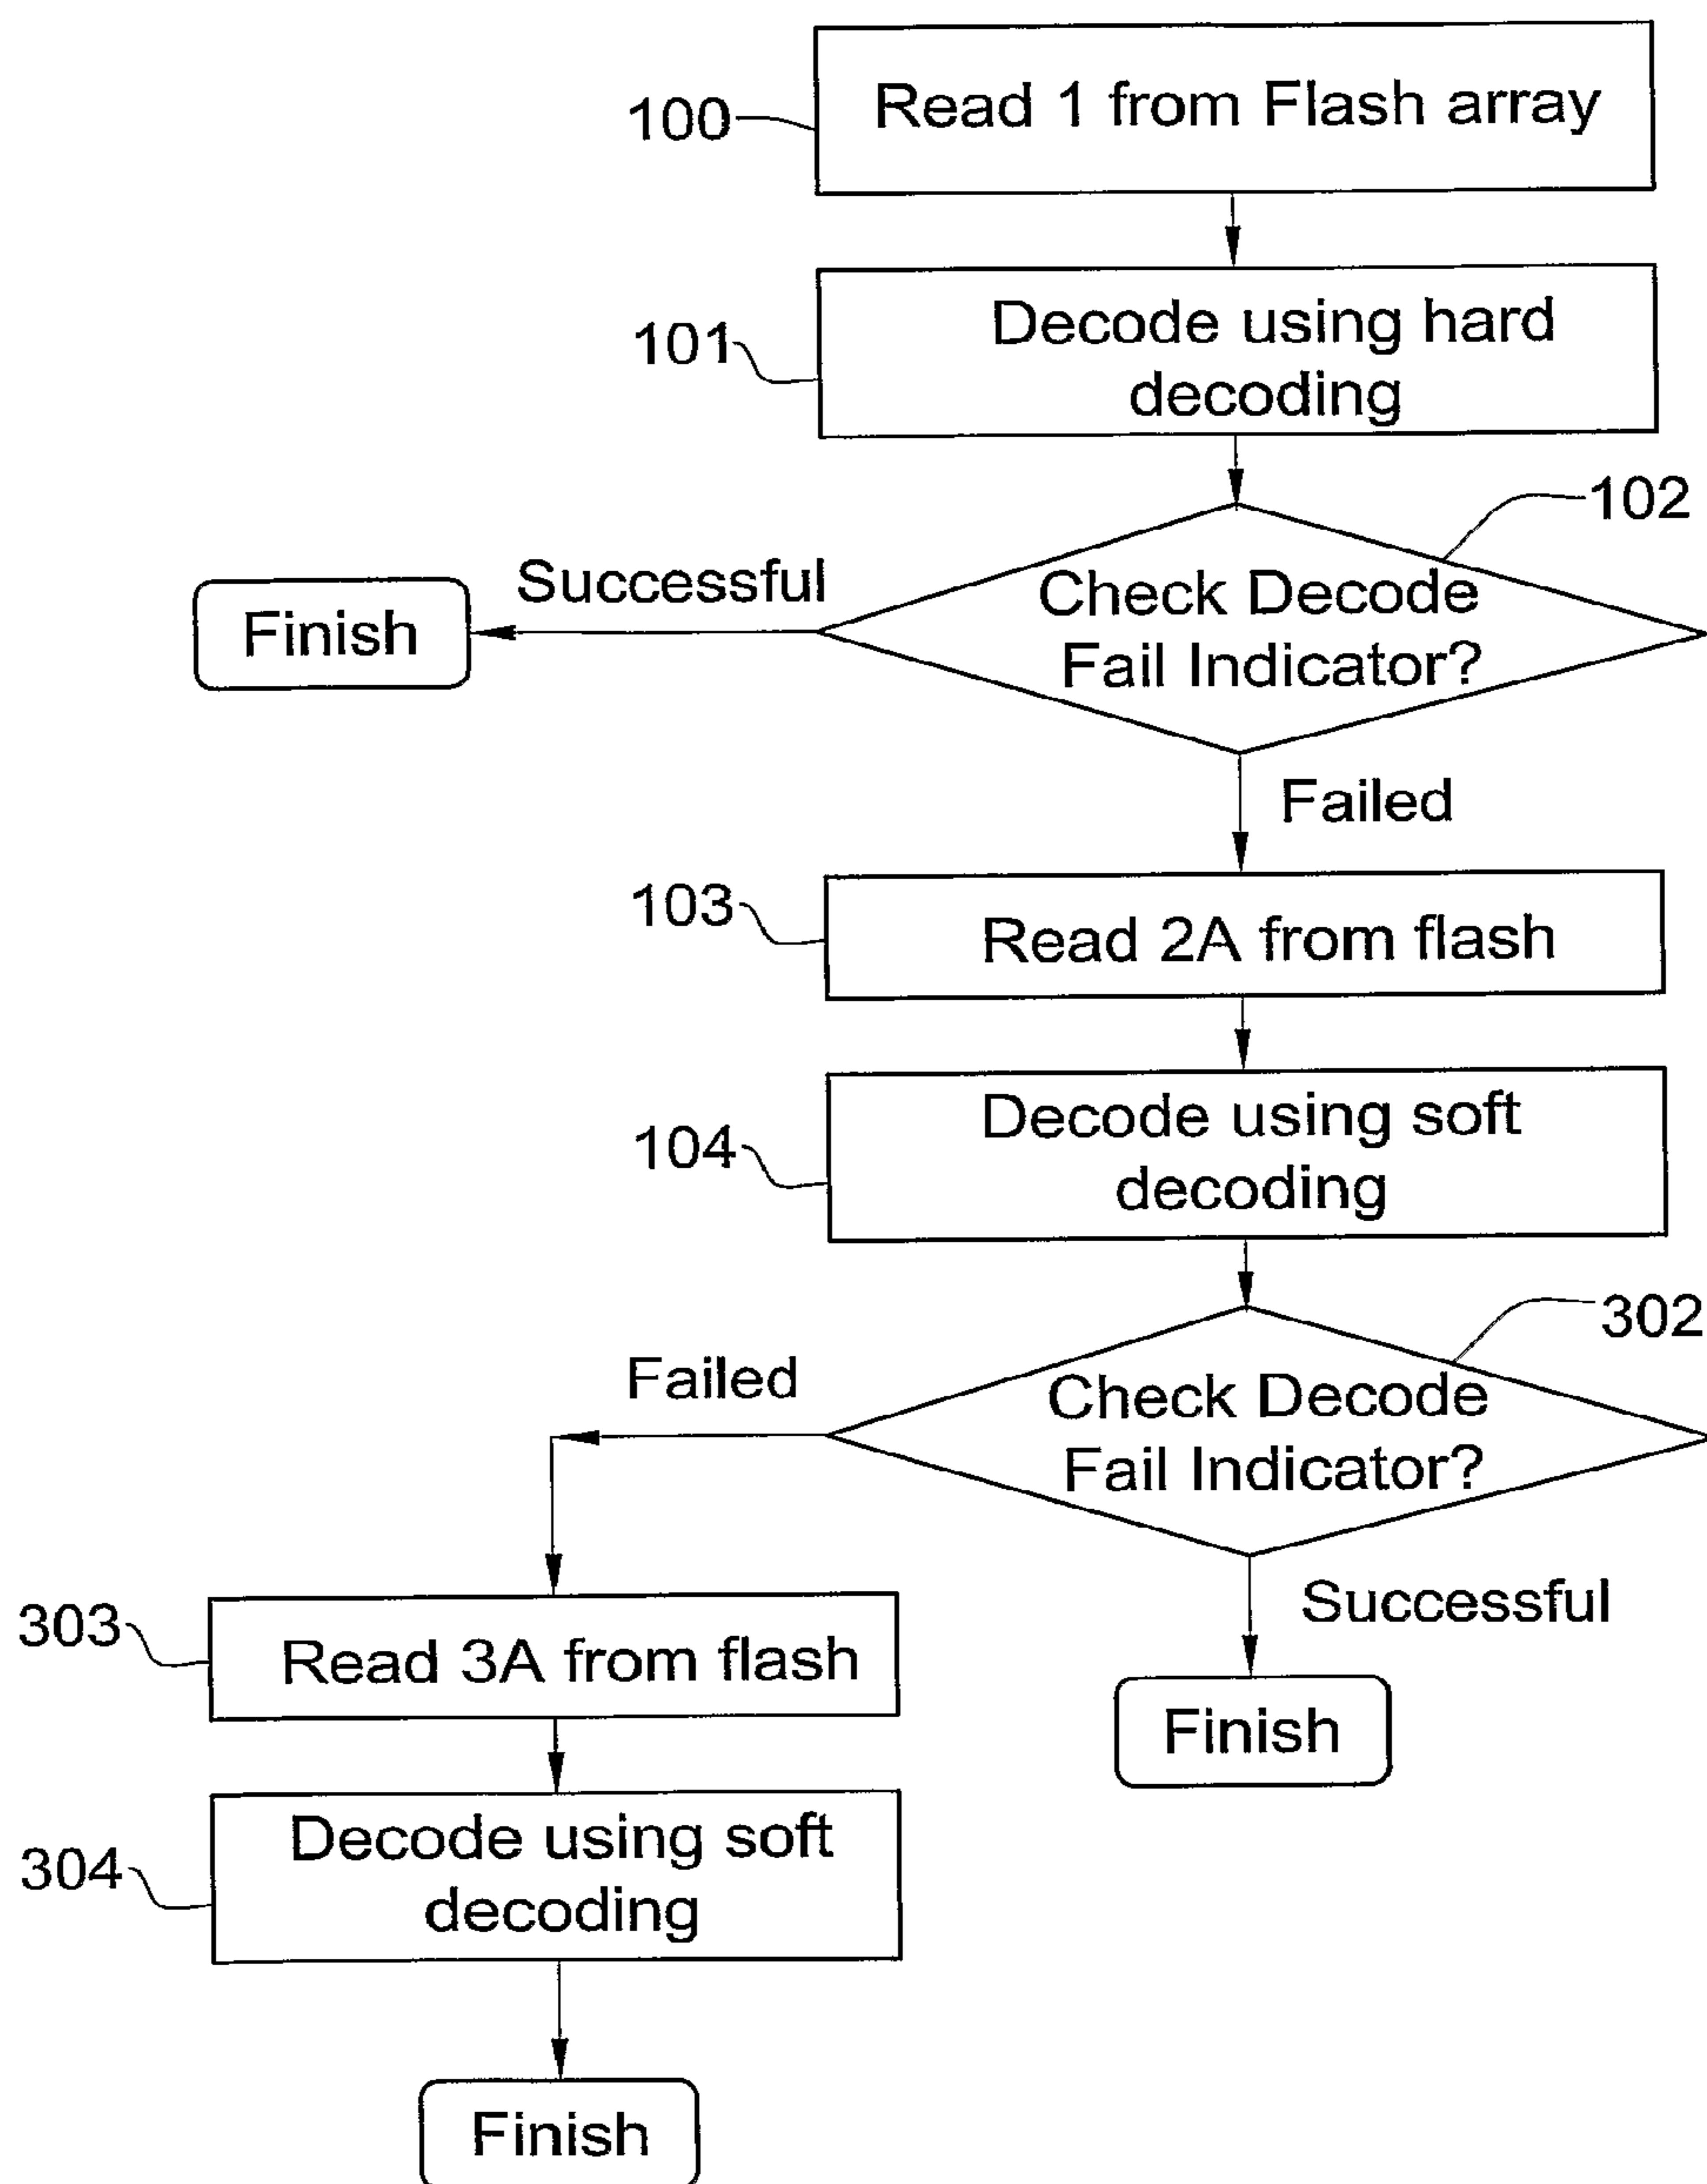 Read 1 from Flash array
100
Decode using hard
101
decoding
102
Successful
Check Decode
Finish
Fail Indicator?
Failed
103
Read 2A from flash
Decode using soft
104
decoding
302
Failed
Check Decode
Fail Indicator?
Successful
303
Read 3A from flash
Finish
Decode using soft
304
decoding
Finish